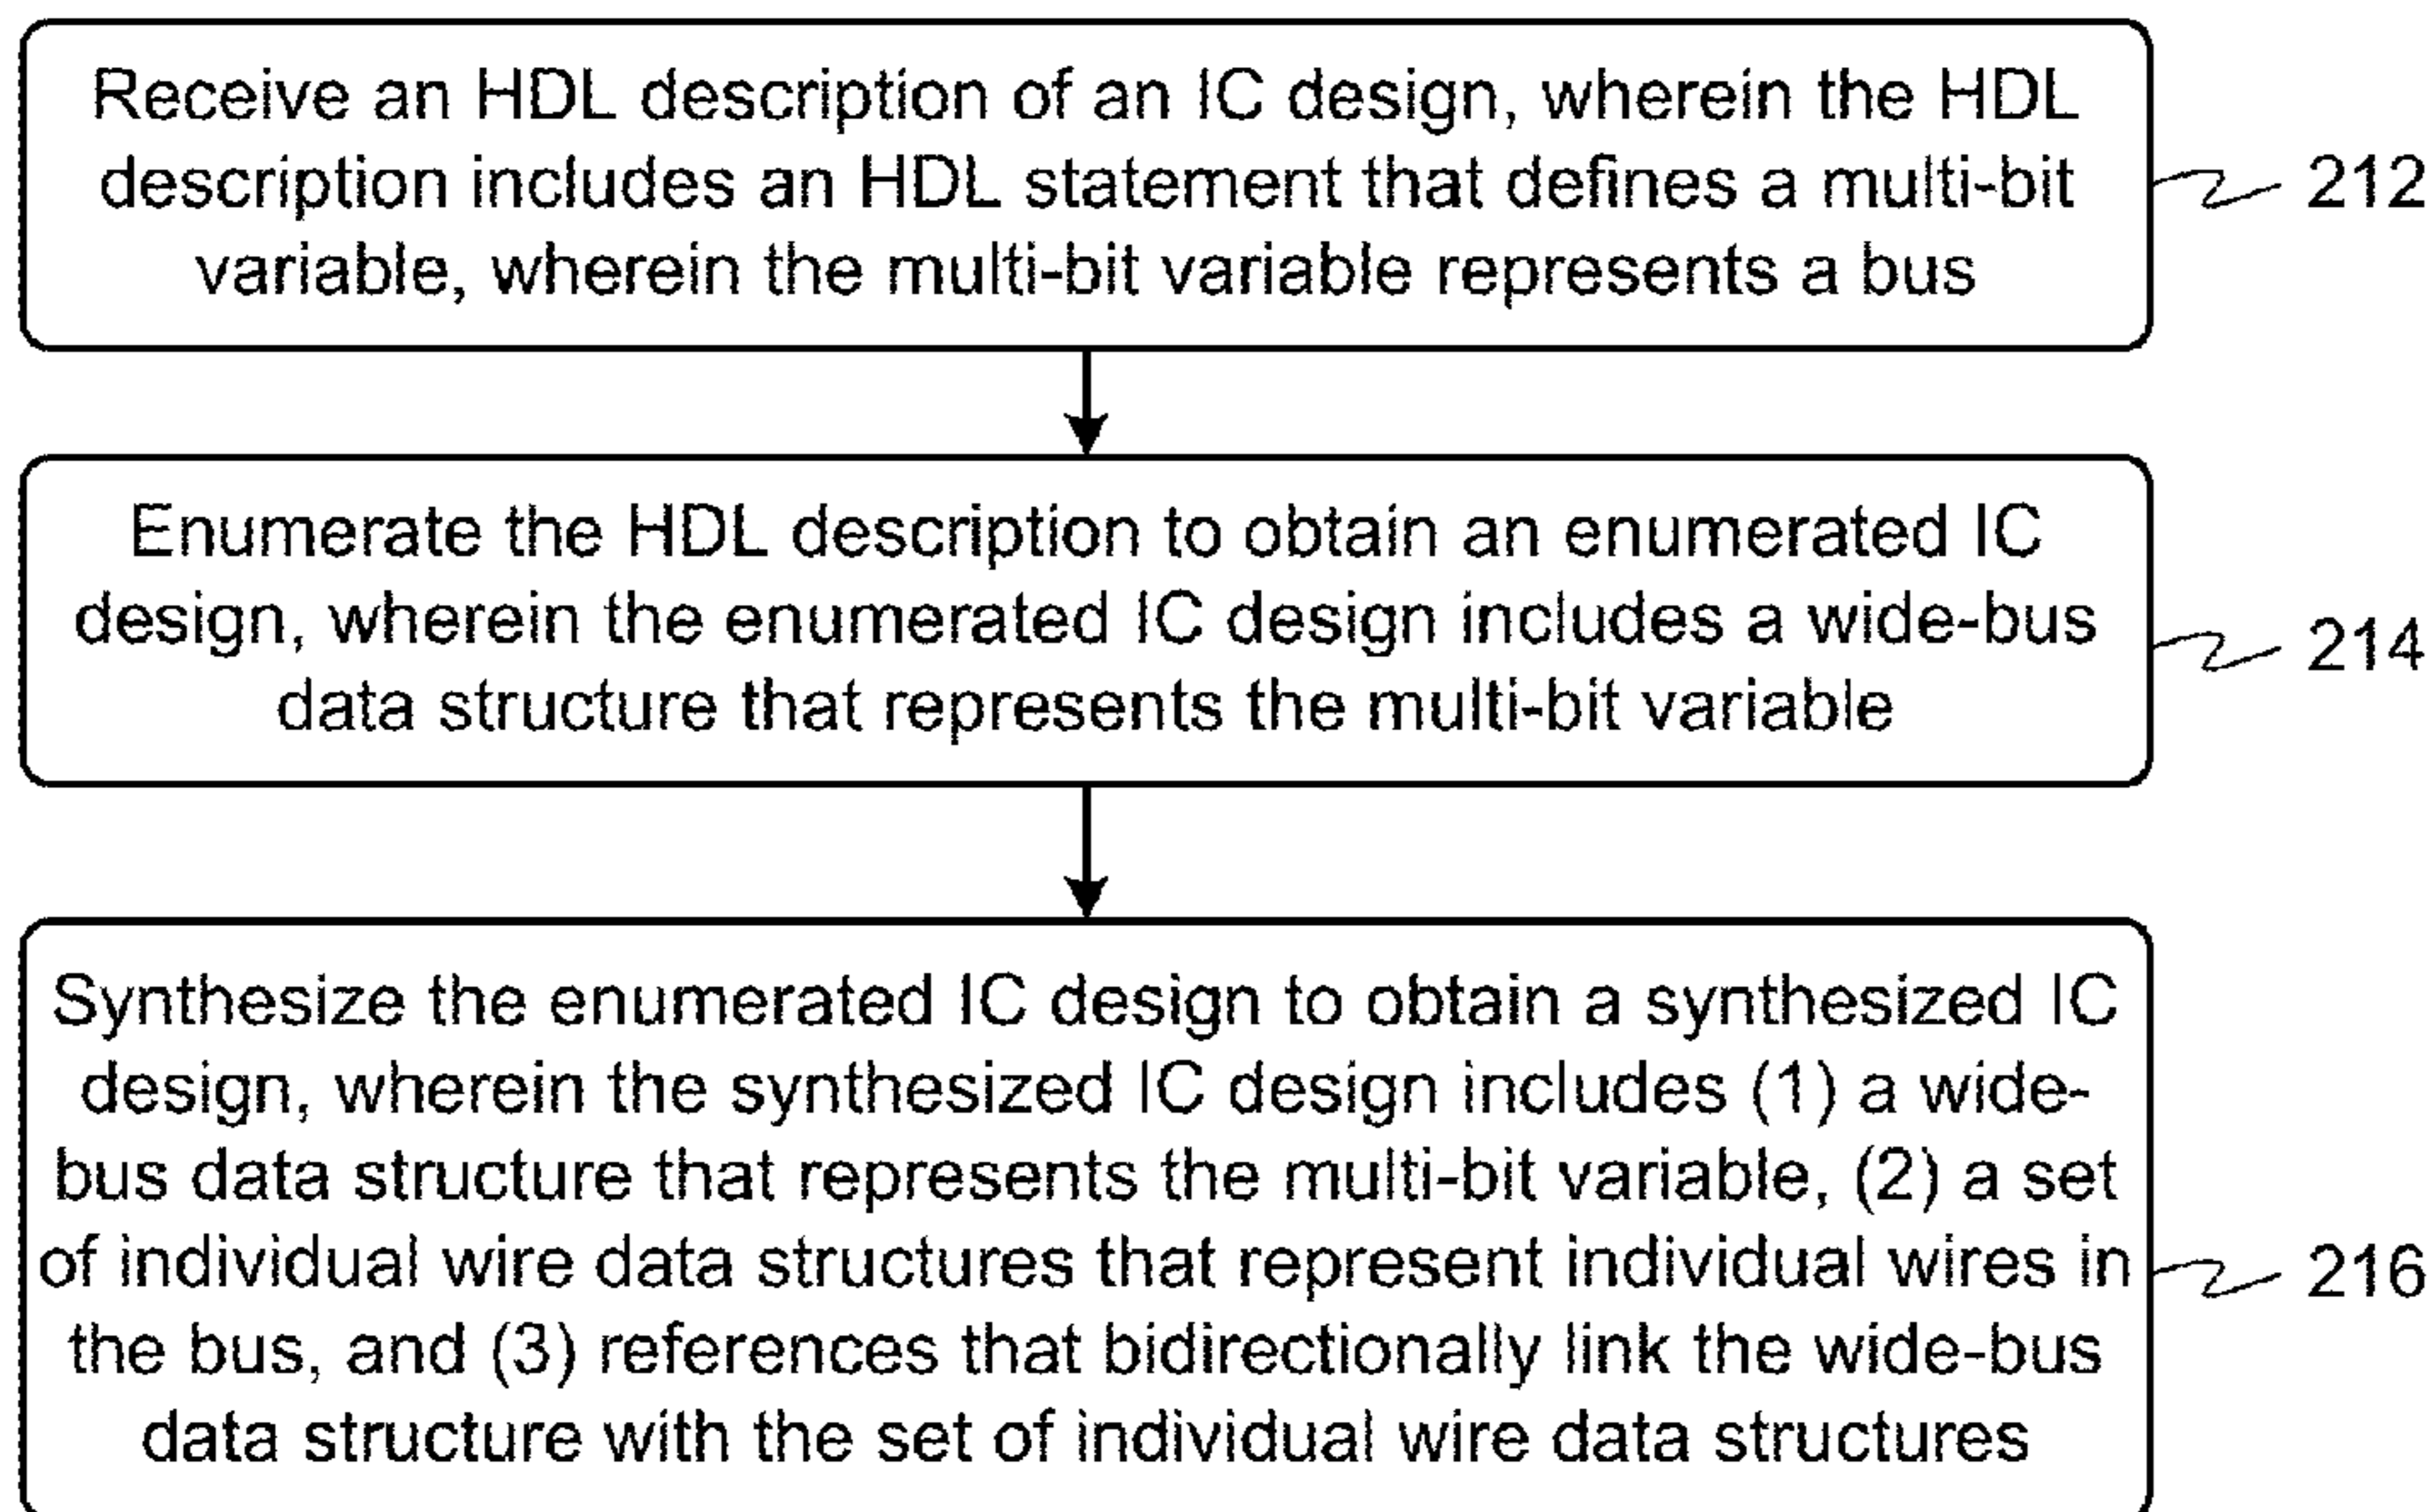 Receive an HDL description of an IC design, wherein the HDL
description includes an HDL statement that defines a multi-bit
variable, wherein the multi-bit variable represents a bus
212
Enumerate the HDL description to obtain an enumerated IC
design, wherein the enumerated IC design includes a wide-bus
data structure that represents the multi-bit variable
214
Synthesize the enumerated IC design to obtain a synthesized IC
design, wherein the synthesized IC design includes (1) a wide-
bus data structure that represents the multi-bit variable, (2) a set
of individual wire data structures that represent individual wires in
the bus, and (3) references that bidirectionally link the wide-bus
data structure with the set of individual wire data structures
216